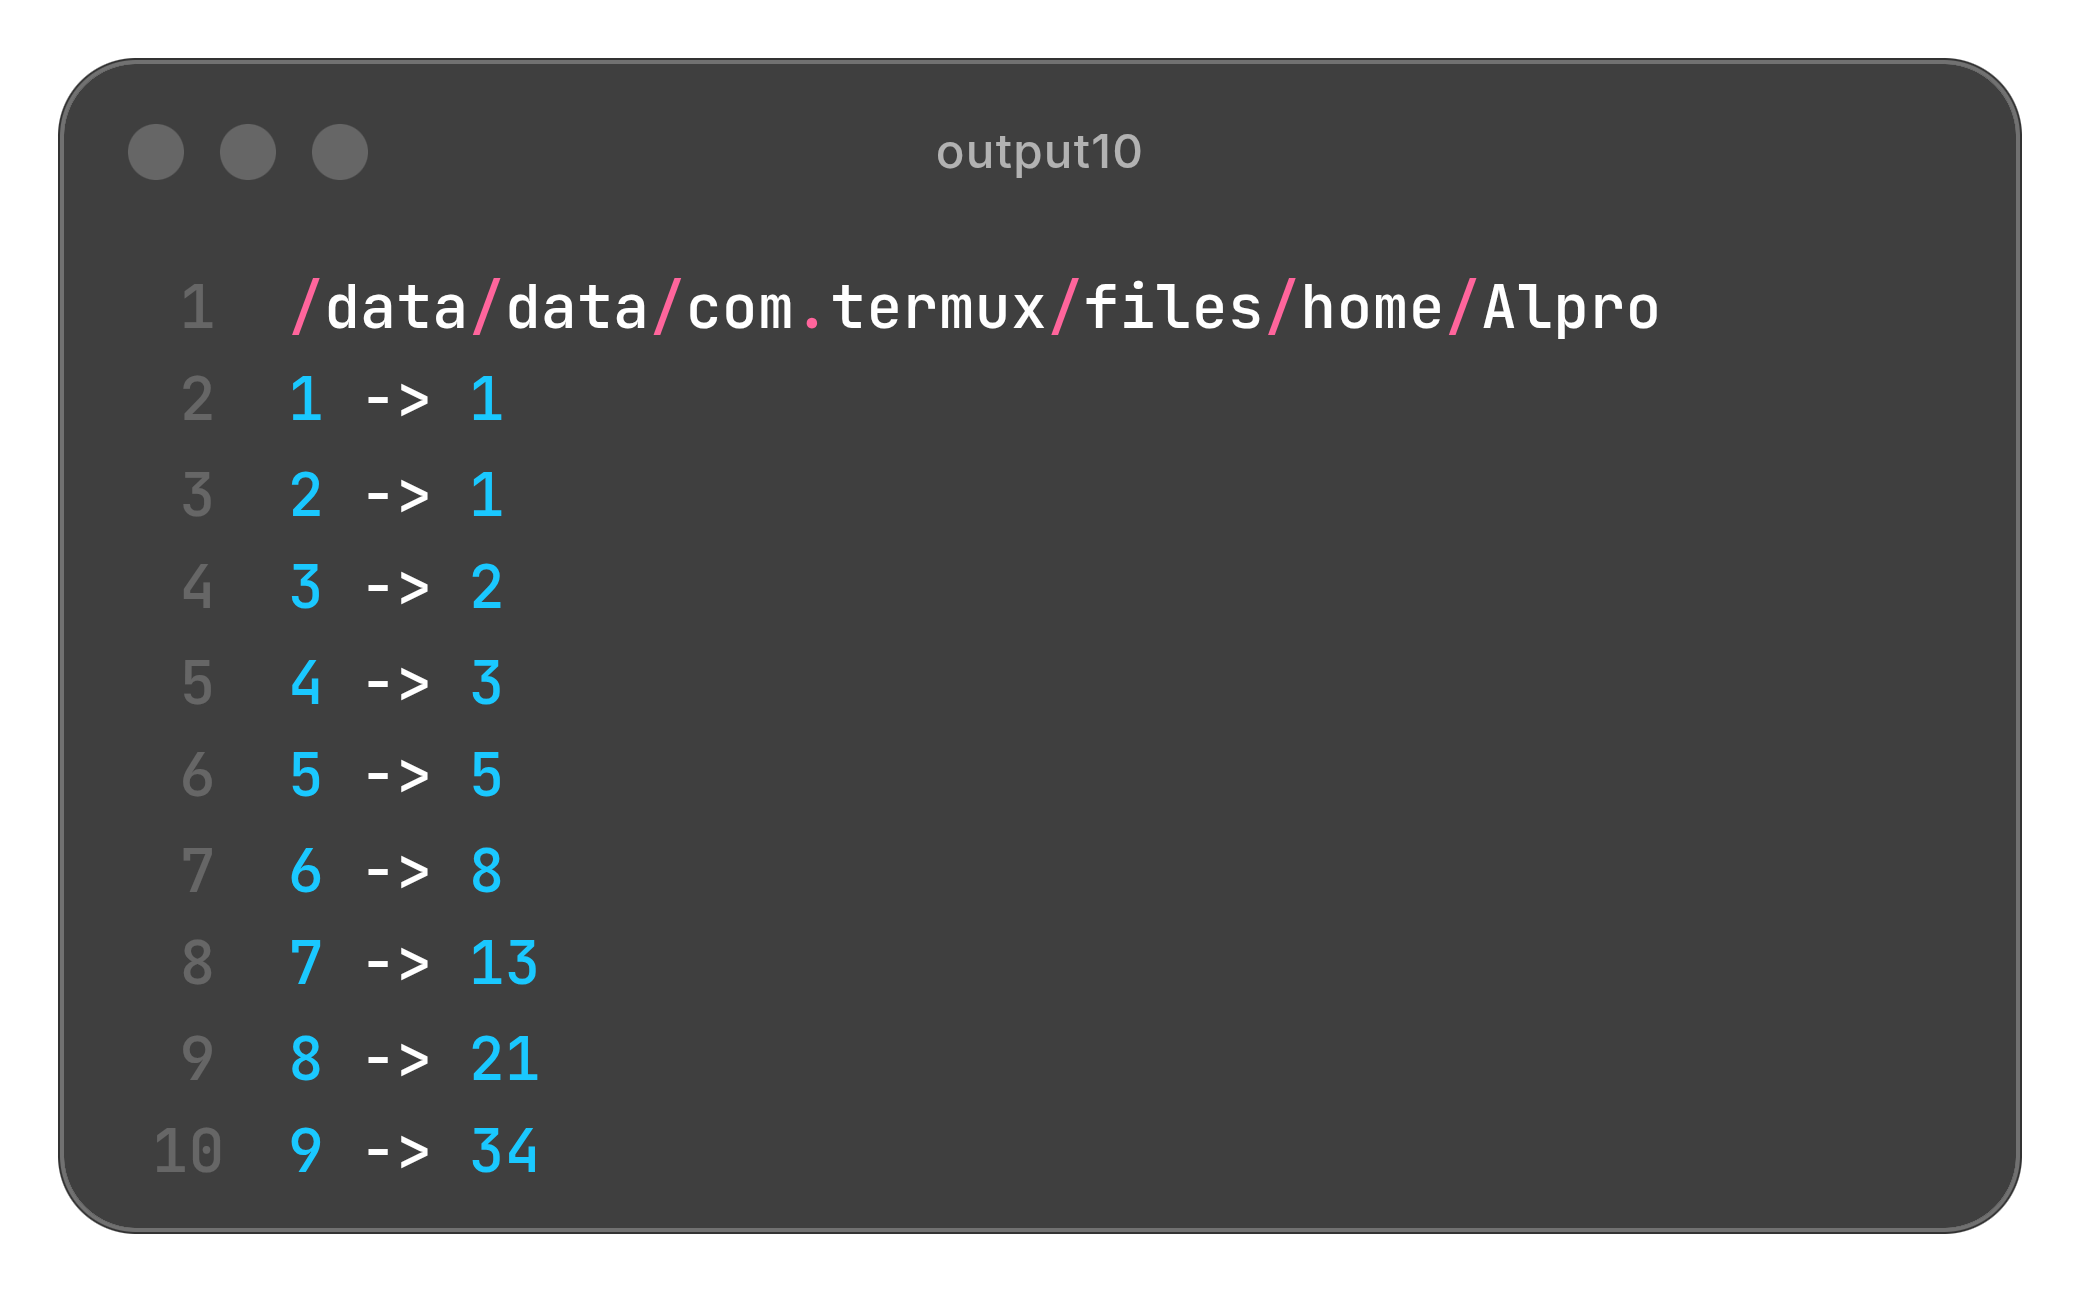 output10
1 /data/data/com.termux/files/home/Alpro
2 1 -> 1
3 2 -> 1
4 3 -> 2
5 4 -> 3
6 5 -> 5
7 6 -> 8
8 7 -> 13
9 8 -> 21
10 9 -> 34